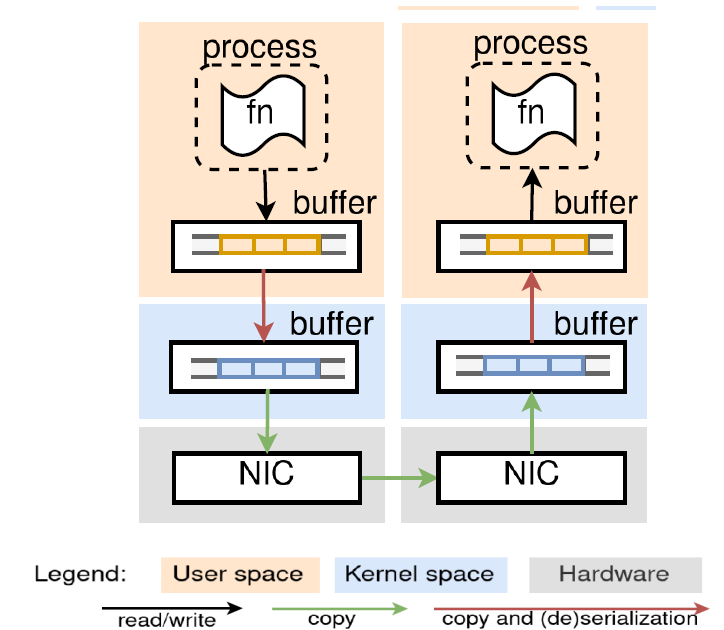 process process
fn fn
buffer buffer
buffer buffer
NIC NIC
Legend: User space Kernel space Hardware
read/write copy copy and (de)serialization